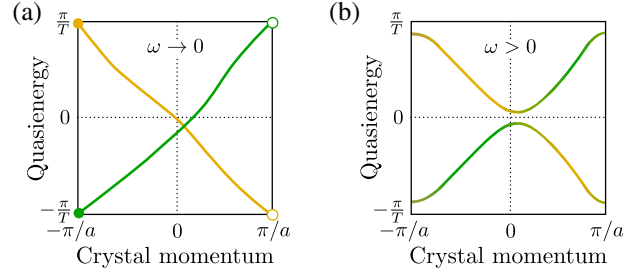 (a)
π/T
ω → 0
0
Quasienergy
−π/T
−π/a
0
π/a
Crystal momentum
(b)
π/T
ω > 0
0
Quasienergy
−π/T
−π/a
0
π/a
Crystal momentum